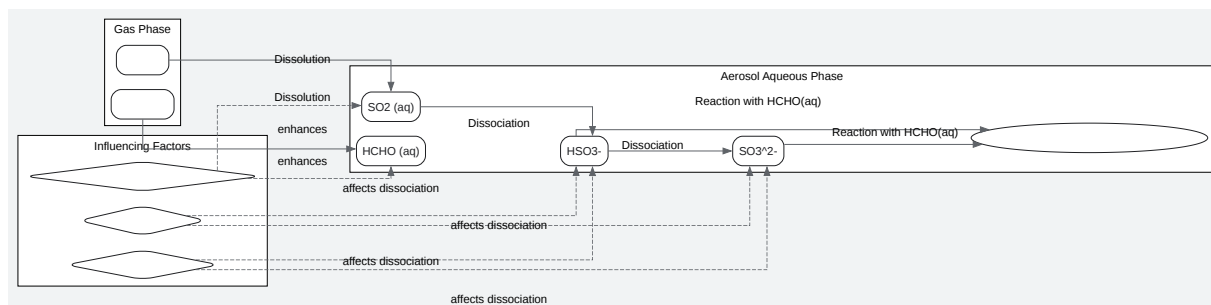 Gas Phase
Dissolution
Aerosol Aqueous Phase
Dissolution
SO2 (aq)
Reaction with HCHO(aq)
Dissociation
enhances
Reaction with HCHO(aq)
Influencing Factors
HCHO (aq)
HSO3-
Dissociation
SO3^2-
enhances
affects dissociation
affects dissociation
affects dissociation
affects dissociation